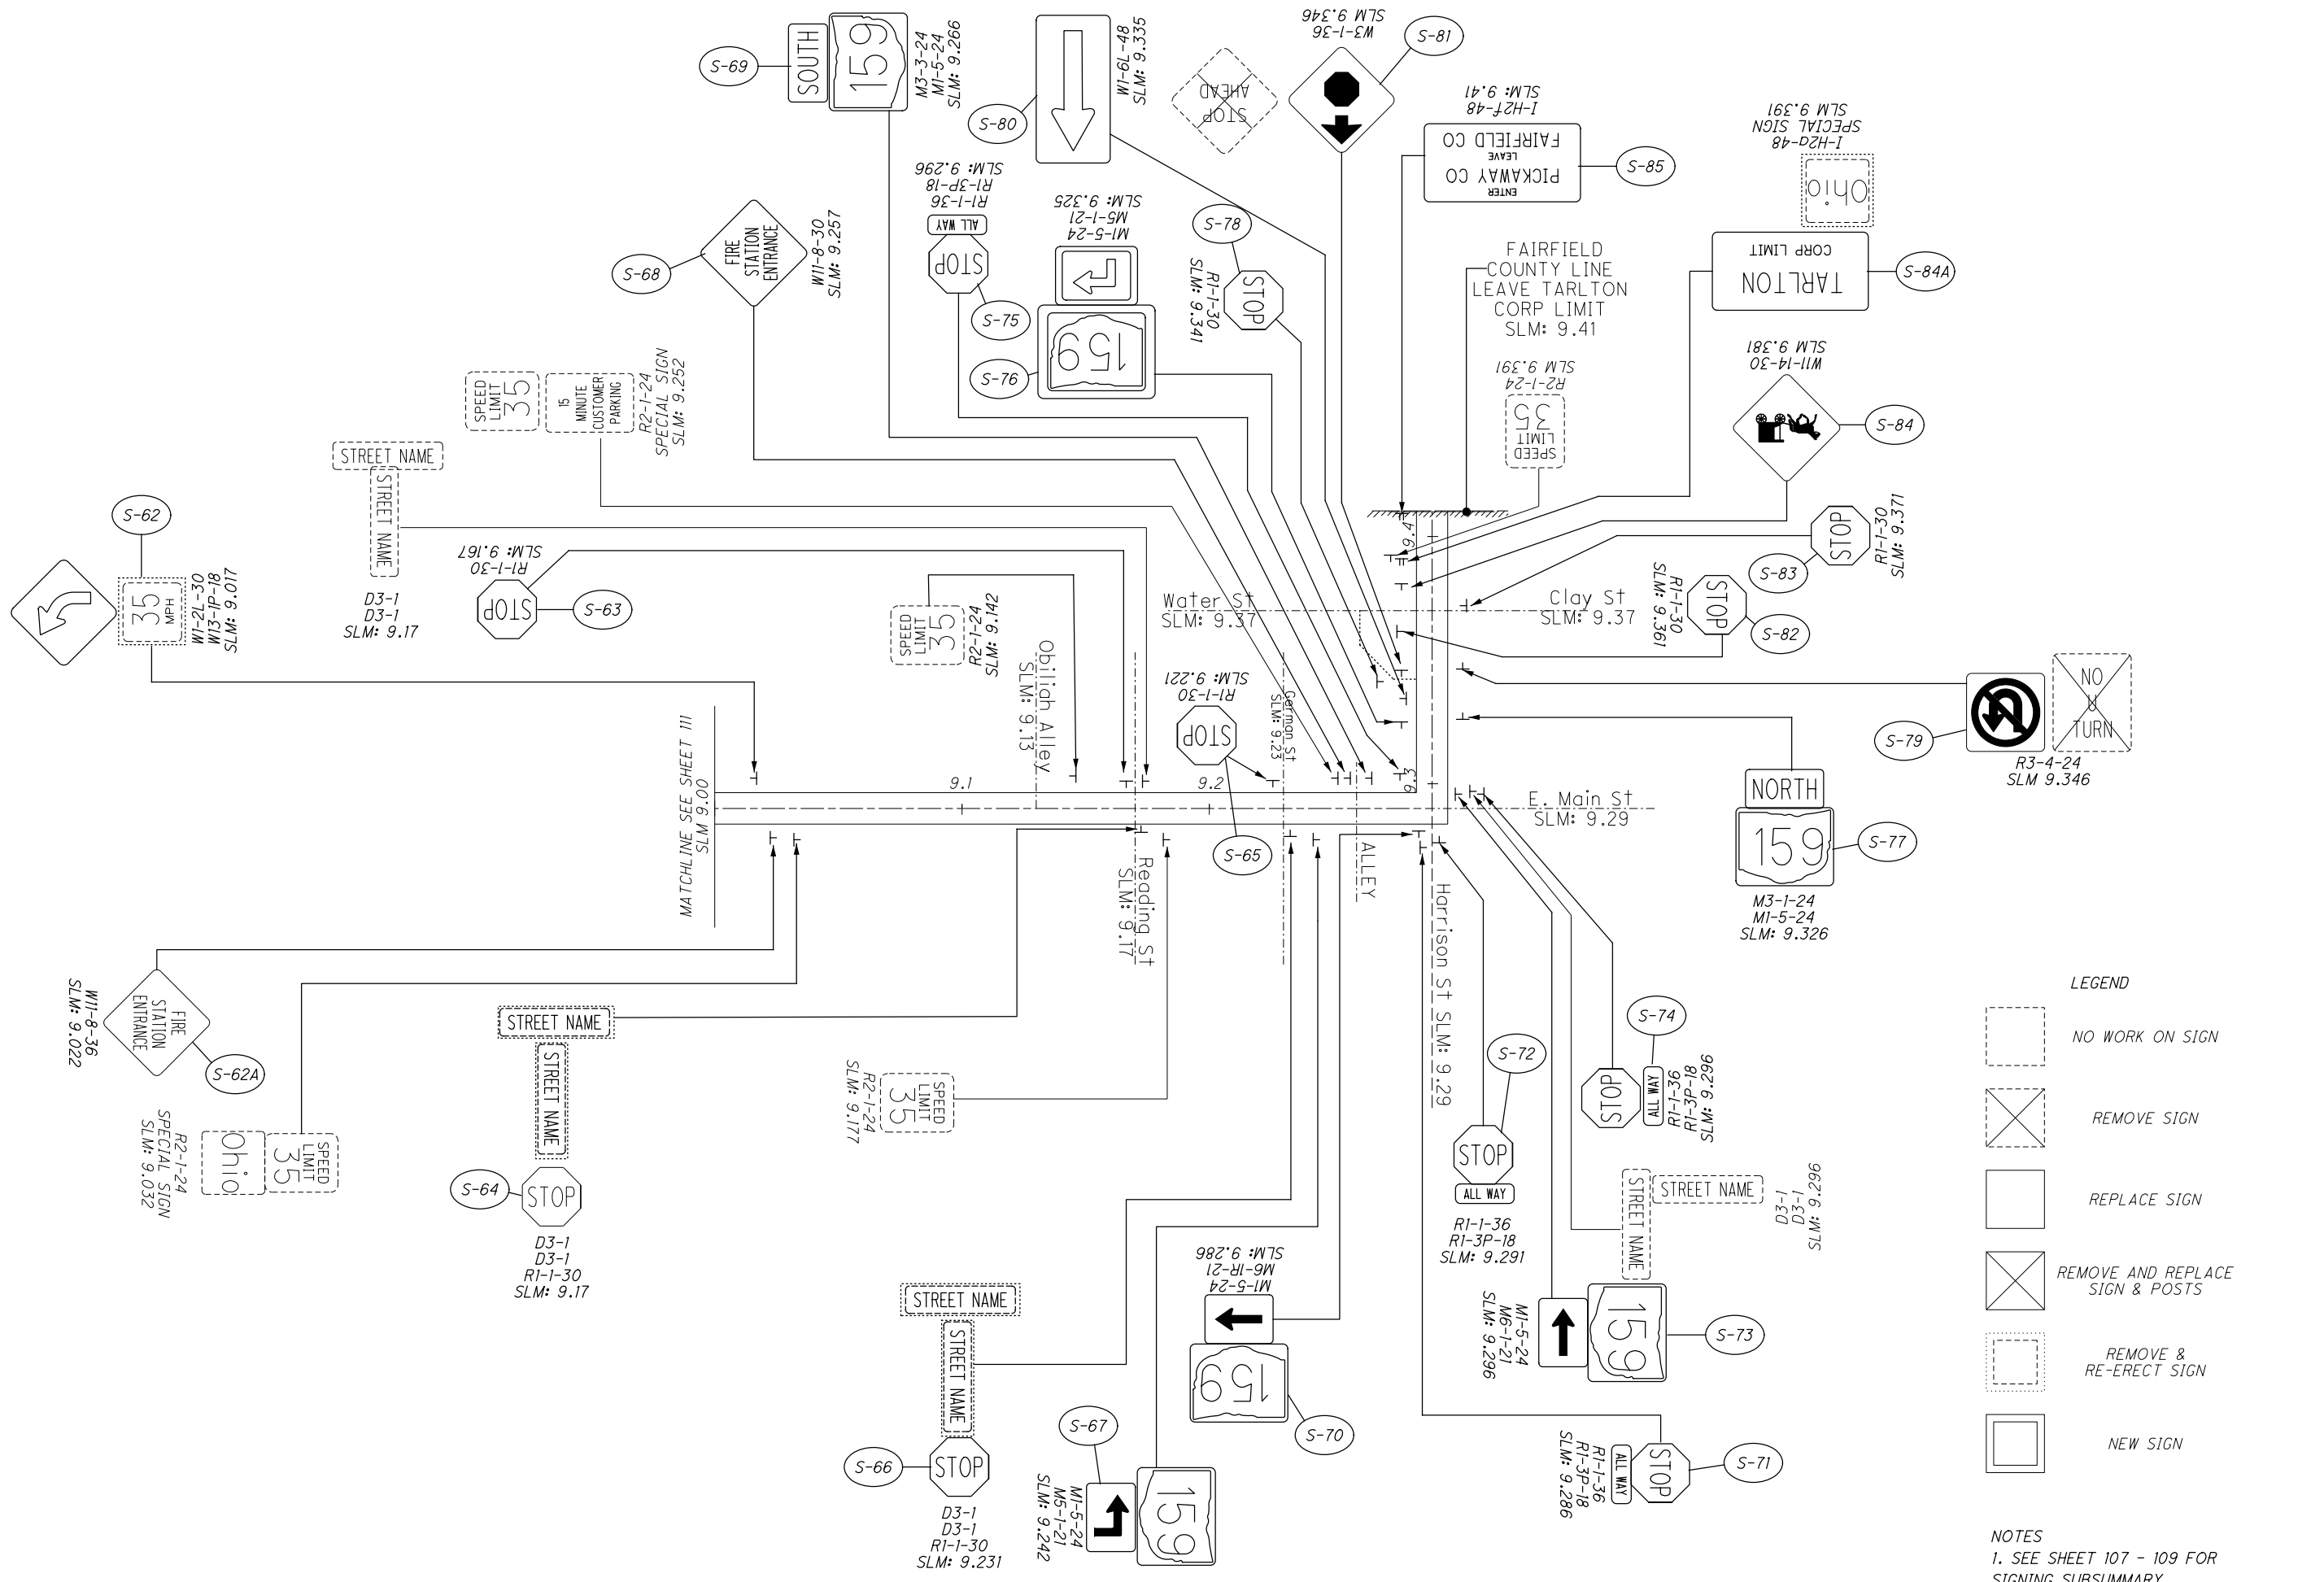 S-69
SOUTH
159
M3-3-24
M1-5-24
SLM: 9.266
S-80
W1-6L-48
SLM: 9.335
STOP
AHEAD
W3-1-36
SLM 9.346
S-81
I-H2f-48
SLM: 9.41
ENTER
PICKAWAY CO
LEAVE
FAIRFIELD CO
S-85
I-H2a-48
SPECIAL SIGN
SLM 9.391
Ohio
TARLTON
CORP LIMIT
S-84A
S-68
FIRE
STATION
ENTRANCE
W11-8-30
SLM: 9.257
R1-1-36
R1-3P-18
SLM: 9.296
ALL WAY
STOP
S-75
M1-5-24
M5-1-21
SLM: 9.325
159
S-76
S-78
STOP
R1-1-30
SLM: 9.341
FAIRFIELD
COUNTY LINE
LEAVE TARLTON
CORP LIMIT
SLM: 9.41
R2-1-24
SLM 9.391
SPEED
LIMIT
35
W11-14-30
SLM 9.381
S-84
SPEED
LIMIT
35
15
MINUTE
CUSTOMER
PARKING
R2-1-24
SPECIAL SIGN
SLM: 9.252
STREET NAME
STREET NAME
D3-1
D3-1
SLM: 9.17
S-62
35
MPH
W1-2L-30
W13-1P-18
SLM: 9.017
R1-1-30
SLM: 9.167
STOP
S-63
SPEED
LIMIT
35
R2-1-24
SLM: 9.142
Obiliah Alley
SLM: 9.13
Water St
SLM: 9.37
Clay St
SLM: 9.37
STOP
S-83
R1-1-30
SLM: 9.371
STOP
R1-1-30
SLM: 9.361
S-82
R1-1-30
SLM: 9.221
STOP
S-65
German St
SLM: 9.23
9.4
9.3
9.2
9.1
MATCHLINE SEE SHEET 111
SLM 9.00
NO
U
TURN
S-79
R3-4-24
SLM 9.346
E. Main St
SLM: 9.29
NORTH
159
S-77
M3-1-24
M1-5-24
SLM: 9.326
ALLEY
Reading St
SLM: 9.17
Harrison St SLM: 9.29
W11-8-36
SLM: 9.022
FIRE
STATION
ENTRANCE
S-62A
R2-1-24
SPECIAL SIGN
SLM: 9.032
Ohio
SPEED
LIMIT
35
STREET NAME
STREET NAME
STOP
S-64
D3-1
D3-1
R1-1-30
SLM: 9.17
R2-1-24
SLM: 9.177
SPEED
LIMIT
35
S-72
STOP
ALL WAY
R1-1-36
R1-3P-18
SLM: 9.291
S-74
STOP
ALL WAY
R1-1-36
R1-3P-18
SLM: 9.296
STREET NAME
STREET NAME
D3-1
D3-1
SLM: 9.296
STREET NAME
STREET NAME
STOP
S-66
D3-1
D3-1
R1-1-30
SLM: 9.231
S-67
159
M1-5-24
M5-1-21
SLM: 9.242
M1-5-24
M6-1R-21
SLM: 9.286
159
S-70
M1-5-24
M6-1-21
SLM: 9.296
159
S-73
R1-1-36
R1-3P-18
SLM: 9.286
ALL WAY
STOP
S-71
LEGEND
NO WORK ON SIGN
REMOVE SIGN
REPLACE SIGN
REMOVE AND REPLACE
SIGN & POSTS
REMOVE &
RE-ERECT SIGN
NEW SIGN
NOTES
1. SEE SHEET 107 - 109 FOR
SIGNING SUBSUMMARY